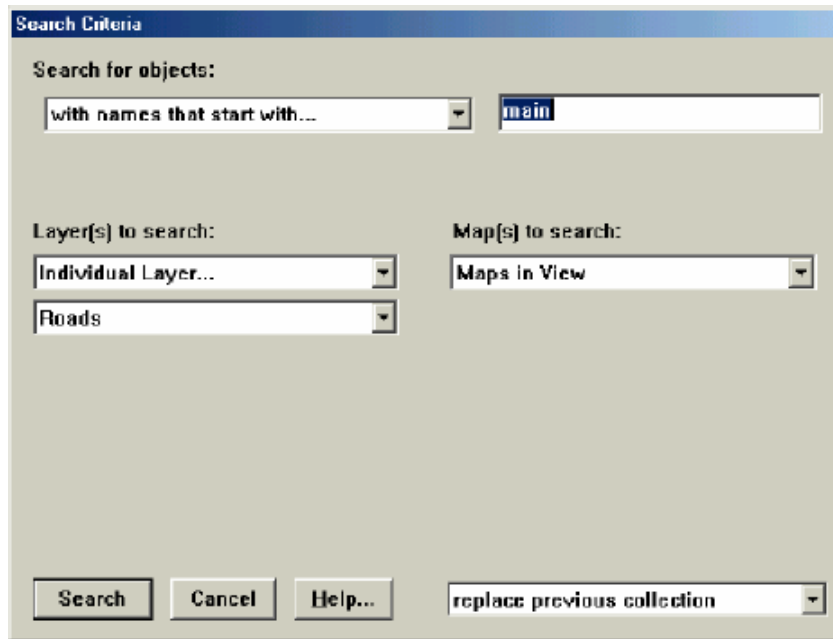 Search Criteria
Search for objects:
with names that start with... main
Layer(s) to search: Map(s) to search:
Individual Layer... Maps in View
Roads
Search Cancel Help... replace previous collection